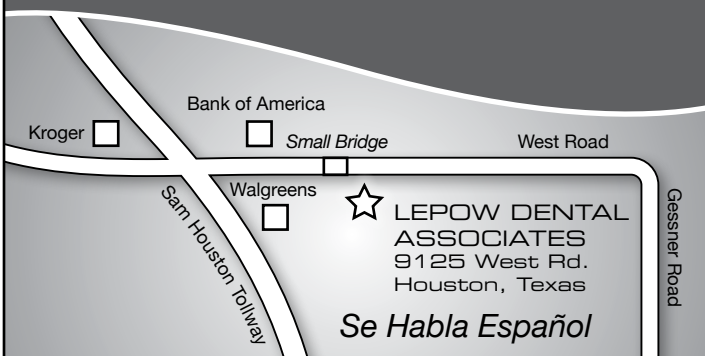 Bank of America
Kroger
Small Bridge
West Road
Walgreens
Sam Houston Tollway
Gessner Road
LEPOW DENTAL
ASSOCIATES
9125 West Rd.
Houston, Texas
Se Habla Español